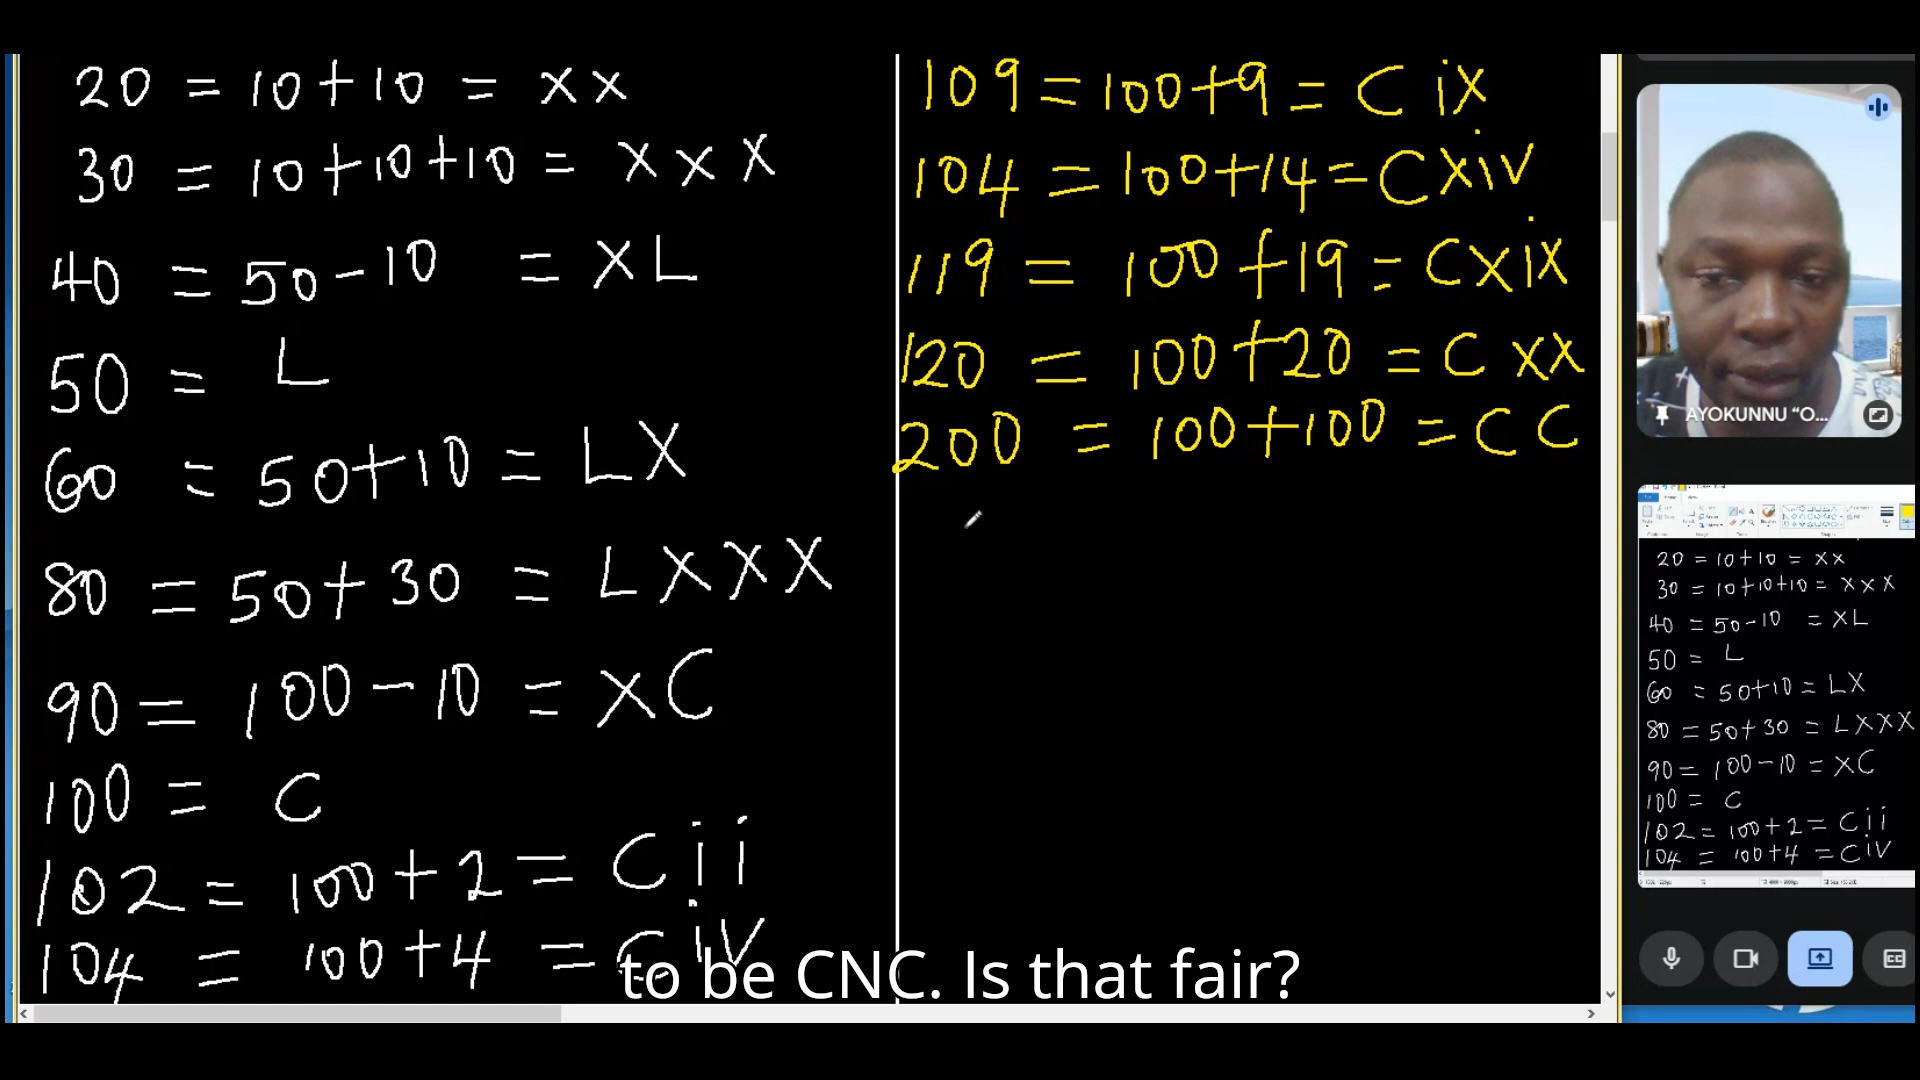 20 = 10+10 = xx
30 = 10+10+10 = xxx
40 = 50-10 = XL
50 = L
60 = 50+10 = LX
80 = 50+30 = LXXX
90 = 100-10 = XC
100 = C
102 = 100+2 = Cii
104 = 100+4 = Civ
109 = 100+9 = Cix
104 = 100+14 = Cxiv
119 = 100+19 = Cxix
120 = 100+20 = Cxx
200 = 100+100 = CC
to be CNC. Is that fair?
AYOKUNNU “O...
20 = 10+10 = xx
30 = 10+10+10 = xxx
40 = 50-10 = XL
50 = L
60 = 50+10 = LX
80 = 50+30 = LXXX
90 = 100-10 = XC
100 = C
102 = 100+2 = Cii
104 = 100+4 = Civ
CC